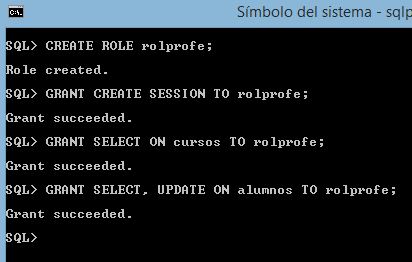 Símbolo del sistema - sqlp
SQL> CREATE ROLE rolprofe;
Role created.
SQL> GRANT CREATE SESSION TO rolprofe;
Grant succeeded.
SQL> GRANT SELECT ON cursos TO rolprofe;
Grant succeeded.
SQL> GRANT SELECT, UPDATE ON alumnos TO rolprofe;
Grant succeeded.
SQL>